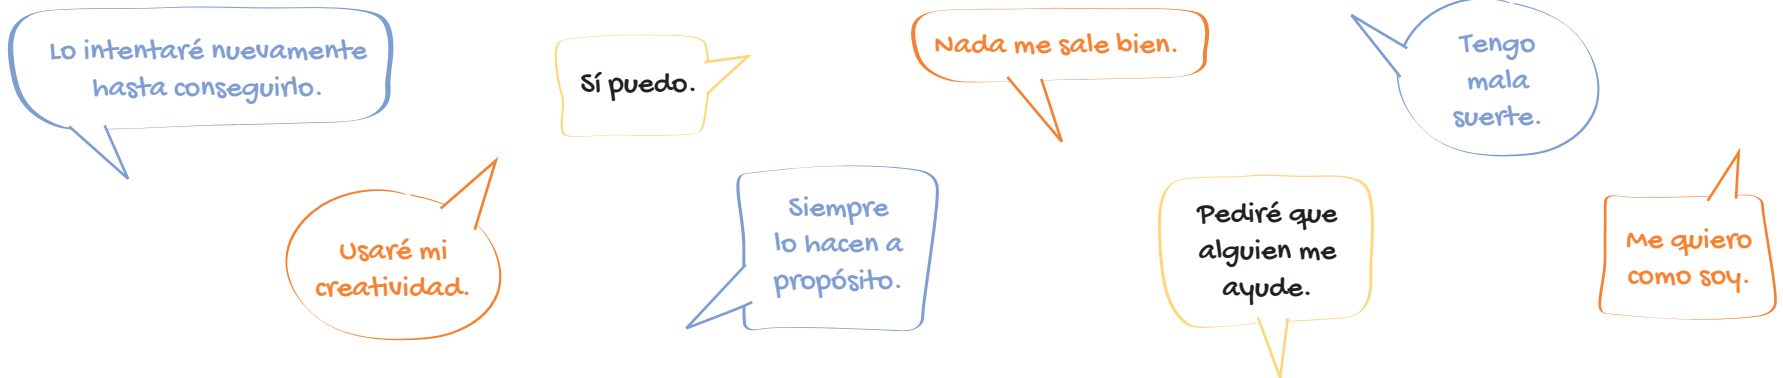 Lo intentaré nuevamente
hasta conseguirlo.
Sí puedo.
Nada me sale bien.
Tengo
mala
suerte.
Usaré mi
creatividad.
Siempre
lo hacen a
propósito.
Pediré que
alguien me
ayude.
Me quiero
como soy.